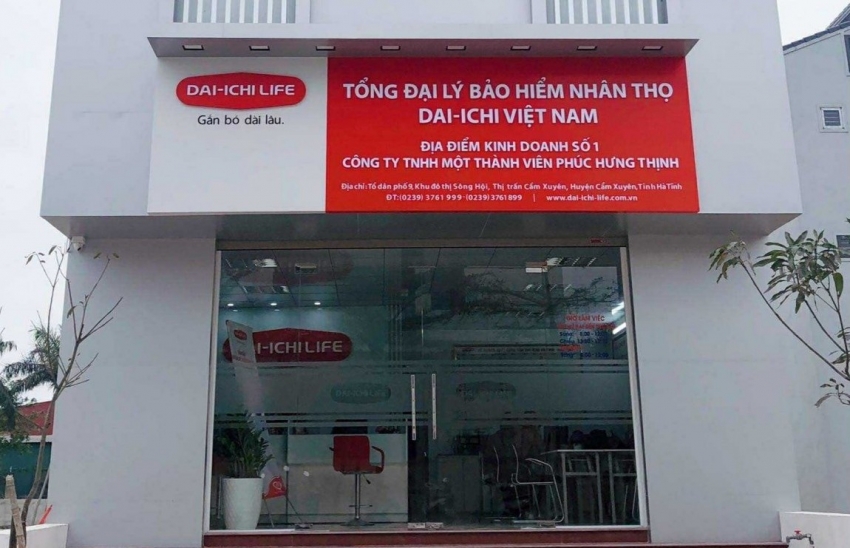 DAI-ICHI LIFE
Gắn bó dài lâu.
TỔNG ĐẠI LÝ BẢO HIỂM NHÂN THỌ
DAI-ICHI VIỆT NAM
ĐỊA ĐIỂM KINH DOANH SỐ 1
CÔNG TY TNHH MỘT THÀNH VIÊN PHÚC HƯNG THỊNH
Địa chỉ: Tổ dân phố 9, Khu đô thị Sông Hội, Thị trấn Cẩm Xuyên, Huyện Cẩm Xuyên, Tỉnh Hà Tĩnh
ĐT: (0239) 3761 999 - (0239) 3761899 | www.dai-ichi-life.com.vn
I-ICHI LIFE
DAI-ICHI LIFE